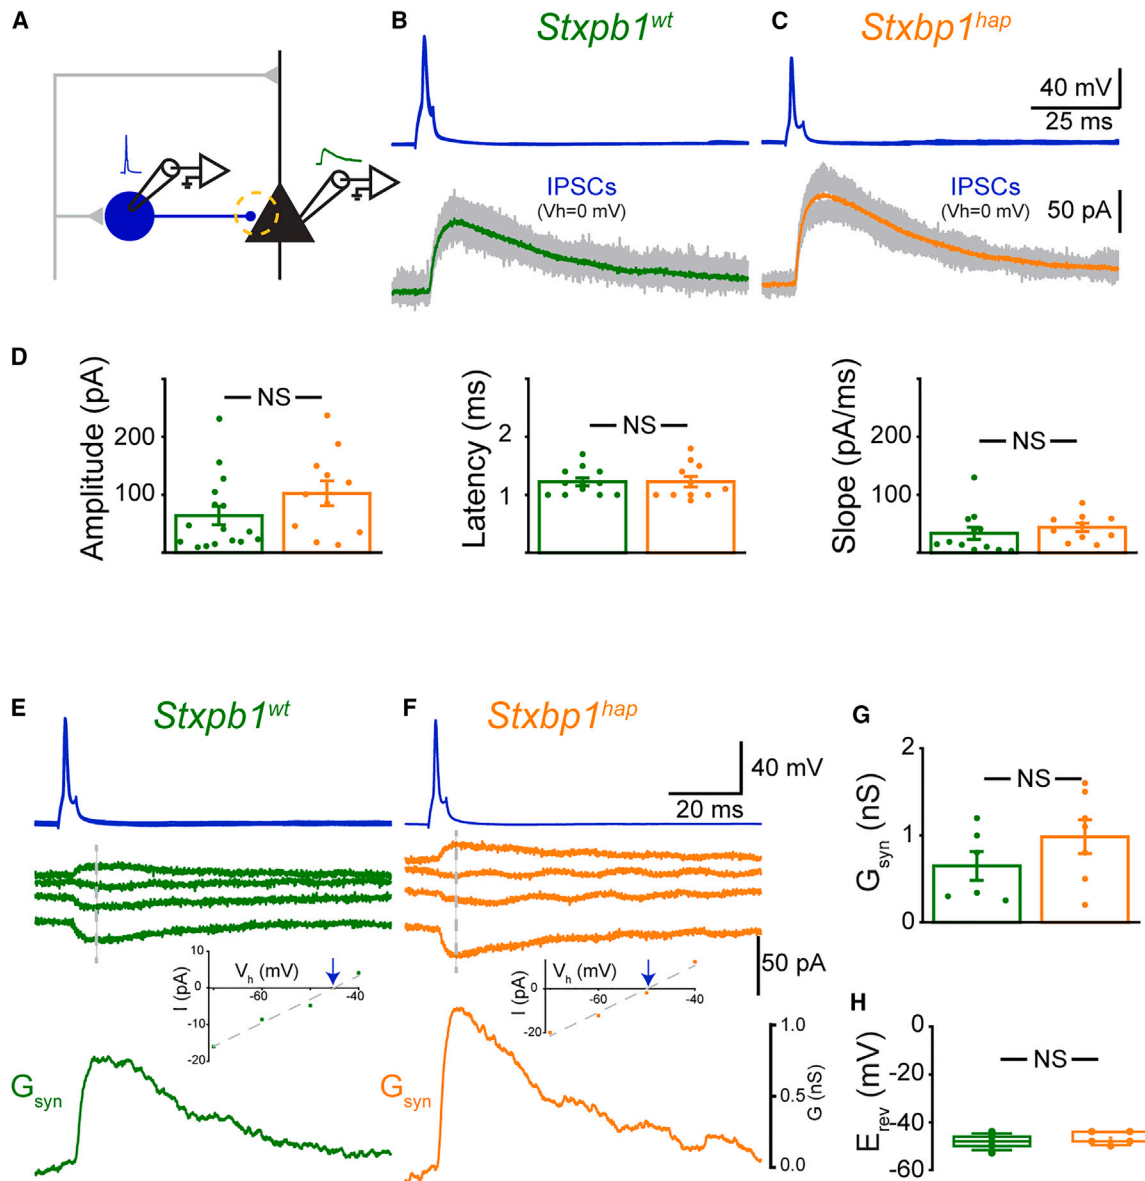 A
B
Stxpb1wt
C
Stxbp1hap
40 mV
25 ms
IPSCs
(Vh=0 mV)
IPSCs
(Vh=0 mV)
50 pA
D
Amplitude (pA)
200
100
NS
Latency (ms)
2
1
NS
Slope (pA/ms)
200
100
NS
E
Stxpb1wt
F
Stxbp1hap
40 mV
20 ms
G
Gsyn (nS)
2
1
0
NS
50 pA
I (pA)
10
0
-10
-20
Vh (mV)
-60
-40
I (pA)
0
-20
Vh (mV)
-60
-40
Gsyn
Gsyn
1.0
0.5
0.0
G (nS)
H
Erev (mV)
0
-20
-40
-60
NS